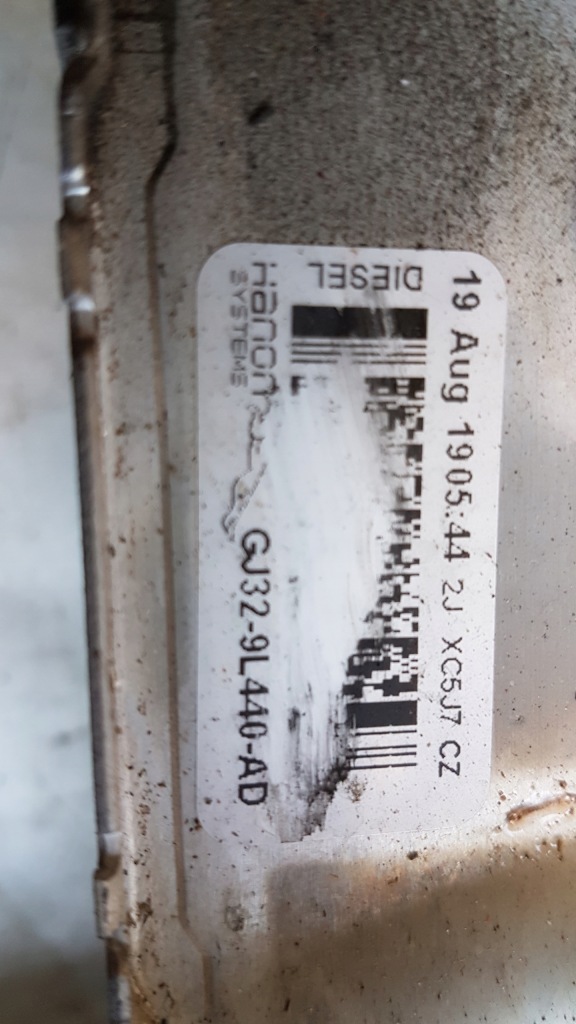 19 Aug 1905:44 2J XC5J7 CZ
DIESEL
Hanon
SYSTEMS
GJ32-9L440-AD